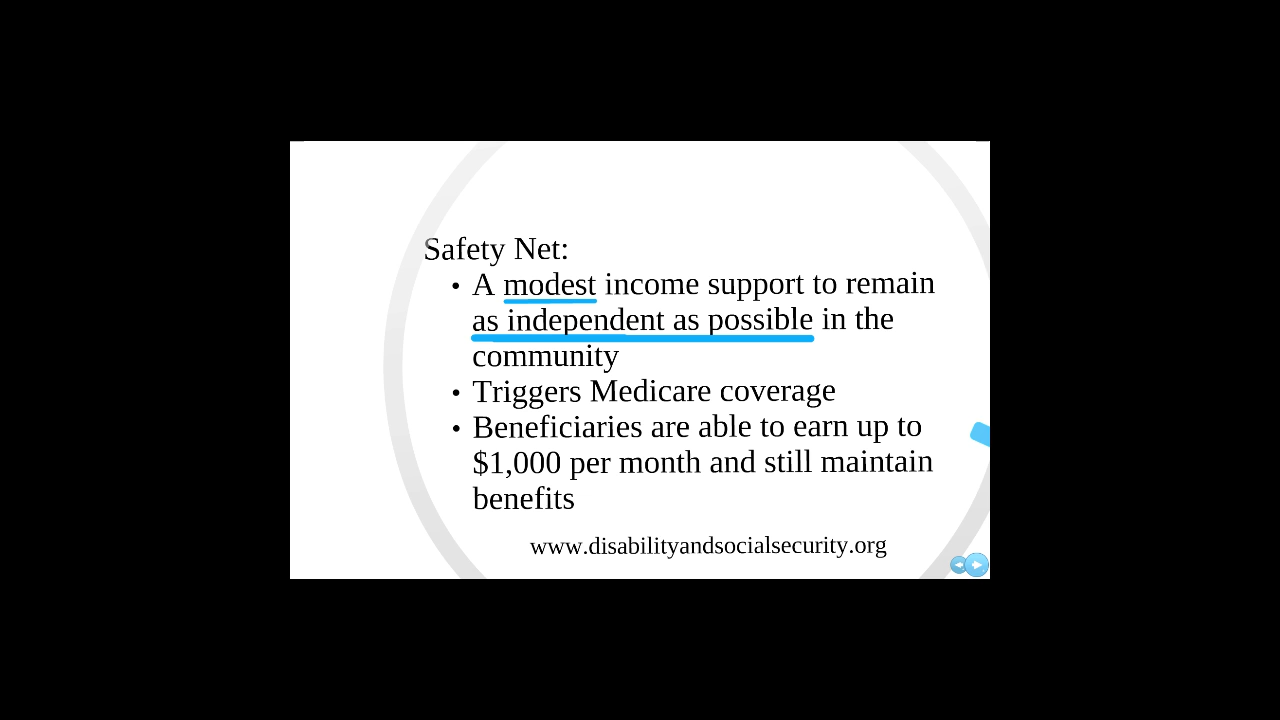 Safety Net:
• A modest income support to remain
as independent as possible in the
community
• Triggers Medicare coverage
• Beneficiaries are able to earn up to
$1,000 per month and still maintain
benefits
www.disabilityandsocialsecurity.org